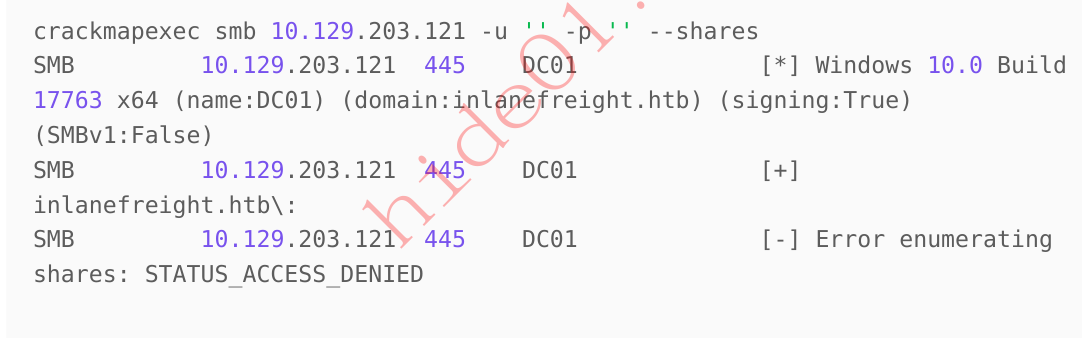 crackmapexec smb 10.129.203.121 -u '' -p '' --shares
SMB 10.129.203.121 445 DC01 [*] Windows 10.0 Build
17763 x64 (name:DC01) (domain:inlanefreight.htb) (signing:True)
(SMBv1:False)
SMB 10.129.203.121 445 DC01 [+]
inlanefreight.htb\:
SMB 10.129.203.121 445 DC01 [-] Error enumerating
shares: STATUS_ACCESS_DENIED
hide01.